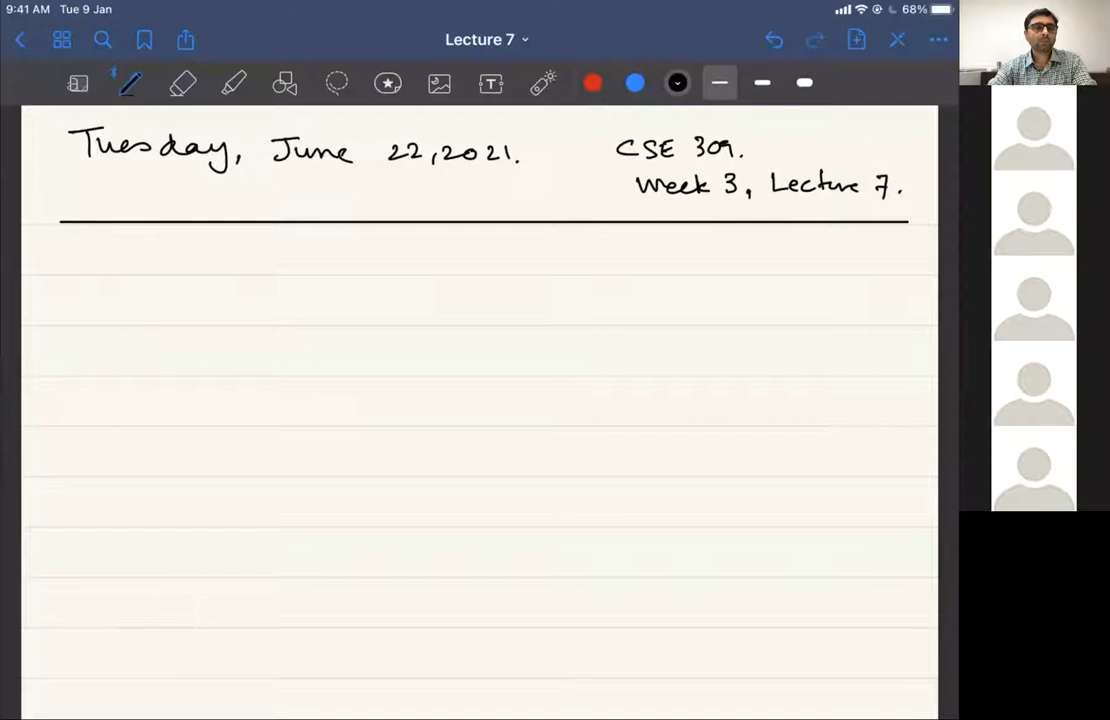 9:41 AM Tue 9 Jan 68%
Lecture 7
T
Tuesday, June 22, 2021. CSE 309.
Week 3, Lecture 7.